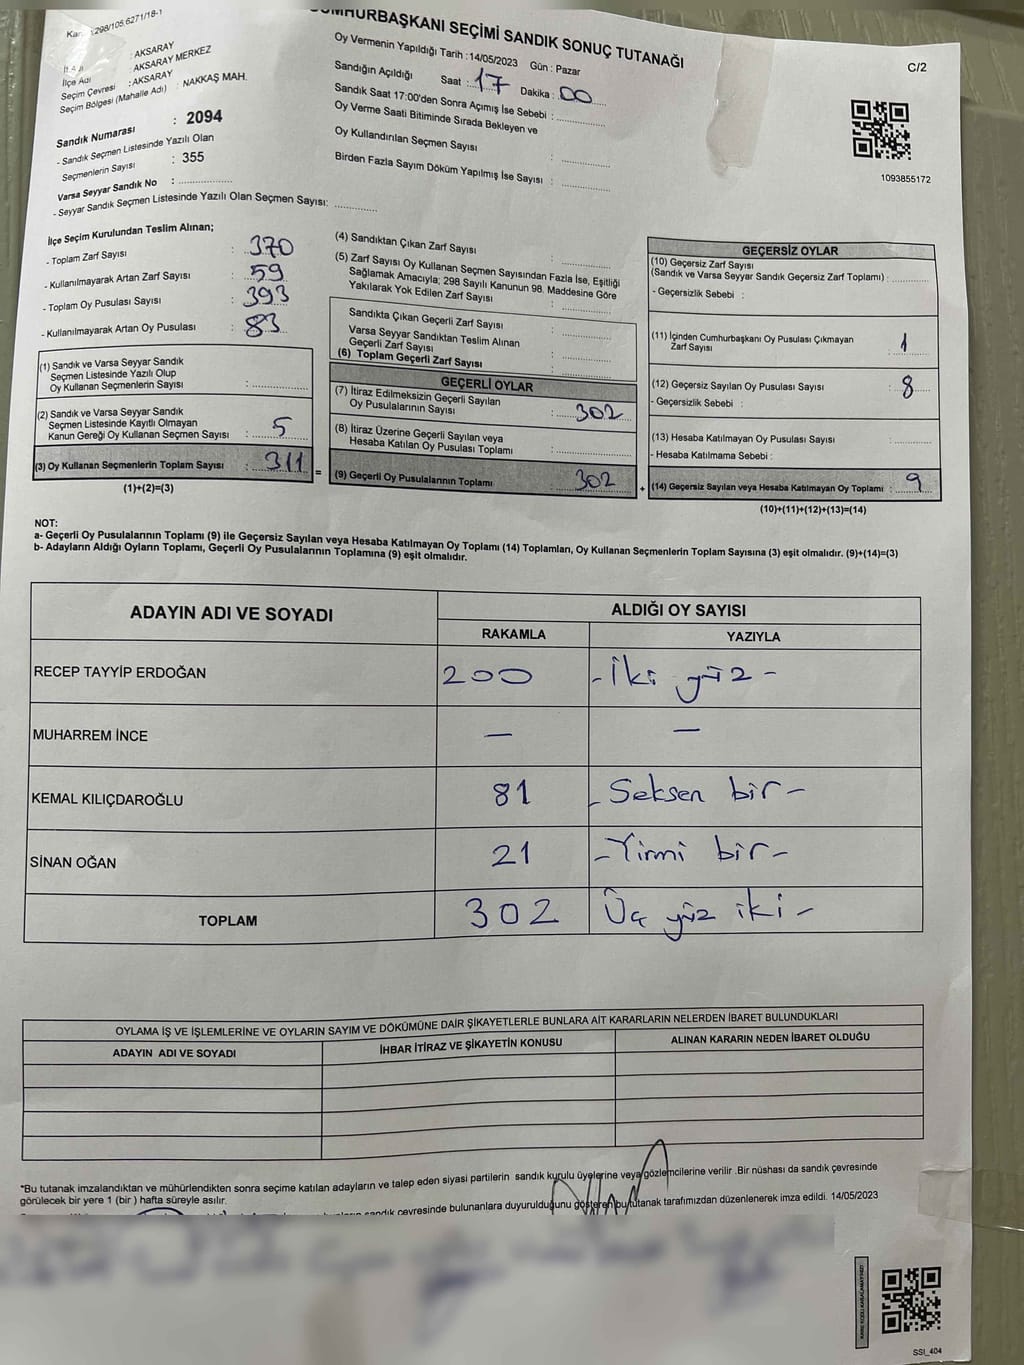 CUMHURBAŞKANI SEÇİMİ SANDIK SONUÇ TUTANAĞI
C/2
298/105.6271/18-1
: AKSARAY
İlçe Adı : AKSARAY MERKEZ
Seçim Çevresi : AKSARAY
Seçim Bölgesi (Mahalle Adı) : NAKKAŞ MAH.
Sandık Numarası : 2094
- Sandık Seçmen Listesinde Yazılı Olan
Seçmenlerin Sayısı : 355
Varsa Seyyar Sandık No : ..............
- Seyyar Sandık Seçmen Listesinde Yazılı Olan Seçmen Sayısı: ............
Oy Vermenin Yapıldığı Tarih : 14/05/2023 Gün : Pazar
Sandığın Açıldığı Saat : 17 Dakika : 00
Sandık Saat 17:00'den Sonra Açımış İse Sebebi : ..............
Oy Verme Saati Bitiminde Sırada Bekleyen ve
Oy Kullandırılan Seçmen Sayısı : ..............
Birden Fazla Sayım Döküm Yapılmış İse Sayısı : ..............
1093855172
İlçe Seçim Kurulundan Teslim Alınan;
- Toplam Zarf Sayısı : 370
- Kullanılmayarak Artan Zarf Sayısı : 59
- Toplam Oy Pusulası Sayısı : 393
- Kullanılmayarak Artan Oy Pusulası : 83
(1) Sandık ve Varsa Seyyar Sandık
Seçmen Listesinde Yazılı Olup
Oy Kullanan Seçmenlerin Sayısı : ..............
(2) Sandık ve Varsa Seyyar Sandık
Seçmen Listesinde Kayıtlı Olmayan
Kanun Gereği Oy Kullanan Seçmen Sayısı : 5
(3) Oy Kullanan Seçmenlerin Toplam Sayısı : 311 =
(1)+(2)=(3)
(4) Sandıktan Çıkan Zarf Sayısı : ..............
(5) Zarf Sayısı Oy Kullanan Seçmen Sayısından Fazla İse, Eşitliği
Sağlamak Amacıyla; 298 Sayılı Kanunun 98. Maddesine Göre
Yakılarak Yok Edilen Zarf Sayısı : ..............
Sandıkta Çıkan Geçerli Zarf Sayısı : ..............
Varsa Seyyar Sandıktan Teslim Alınan
Geçerli Zarf Sayısı : ..............
(6) Toplam Geçerli Zarf Sayısı : ..............
GEÇERLİ OYLAR
(7) İtiraz Edilmeksizin Geçerli Sayılan
Oy Pusulalarının Sayısı : 302
(8) İtiraz Üzerine Geçerli Sayılan veya
Hesaba Katılan Oy Pusulası Toplamı : ..............
(9) Geçerli Oy Pusulalarının Toplamı : 302 +
GEÇERSİZ OYLAR
(10) Geçersiz Zarf Sayısı
(Sandık ve Varsa Seyyar Sandık Geçersiz Zarf Toplamı) : ............
- Geçersizlik Sebebi :
(11) İçinden Cumhurbaşkanı Oy Pusulası Çıkmayan
Zarf Sayısı : 1
(12) Geçersiz Sayılan Oy Pusulası Sayısı : 8
- Geçersizlik Sebebi :
(13) Hesaba Katılmayan Oy Pusulası Sayısı : ............
- Hesaba Katılmama Sebebi :
(14) Geçersiz Sayılan veya Hesaba Katılmayan Oy Toplamı : 9
(10)+(11)+(12)+(13)=(14)
NOT:
a- Geçerli Oy Pusulalarının Toplamı (9) ile Geçersiz Sayılan veya Hesaba Katılmayan Oy Toplamı (14) Toplamları, Oy Kullanan Seçmenlerin Toplam Sayısına (3) eşit olmalıdır. (9)+(14)=(3)
b- Adayların Aldığı Oyların Toplamı, Geçerli Oy Pusulalarının Toplamına (9) eşit olmalıdır.
ADAYIN ADI VE SOYADI ALDIĞI OY SAYISI
RAKAMLA YAZIYLA
RECEP TAYYİP ERDOĞAN 200 - İki yüz -
MUHARREM İNCE — —
KEMAL KILIÇDAROĞLU 81 - Seksen bir -
SİNAN OĞAN 21 - Yirmi bir -
TOPLAM 302 Üç yüz iki -
OYLAMA İŞ VE İŞLEMLERİNE VE OYLARIN SAYIM VE DÖKÜMÜNE DAİR ŞİKAYETLERLE BUNLARA AİT KARARLARIN NELERDEN İBARET BULUNDUKLARI
ADAYIN ADI VE SOYADI İHBAR İTİRAZ VE ŞİKAYETİN KONUSU ALINAN KARARIN NEDEN İBARET OLDUĞU
"Bu tutanak imzalandıktan ve mühürlendikten sonra seçime katılan adayların ve talep eden siyasi partilerin sandık kurulu üyelerine veya gözlemcilerine verilir .Bir nüshası da sandık çevresinde
görülecek bir yere 1 (bir ) hafta süreyle asılır.
sandık çevresinde bulunanlara duyurulduğunu gösteren bu tutanak tarafımızdan düzenlenerek imza edildi. 14/05/2023
SSI_404